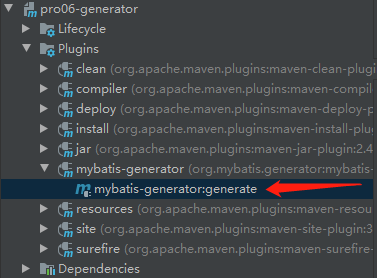 pro06-generator
Lifecycle
Plugins
clean (org.apache.maven.plugins:maven-clean-plugi
compiler (org.apache.maven.plugins:maven-compil
deploy (org.apache.maven.plugins:maven-deploy-p
install (org.apache.maven.plugins:maven-install-plu
jar (org.apache.maven.plugins:maven-jar-plugin:2.4
mybatis-generator (org.mybatis.generator:mybatis-
mybatis-generator:generate
resources (org.apache.maven.plugins:maven-resou
site (org.apache.maven.plugins:maven-site-plugin:3
surefire (org.apache.maven.plugins:maven-surefire-
Dependencies